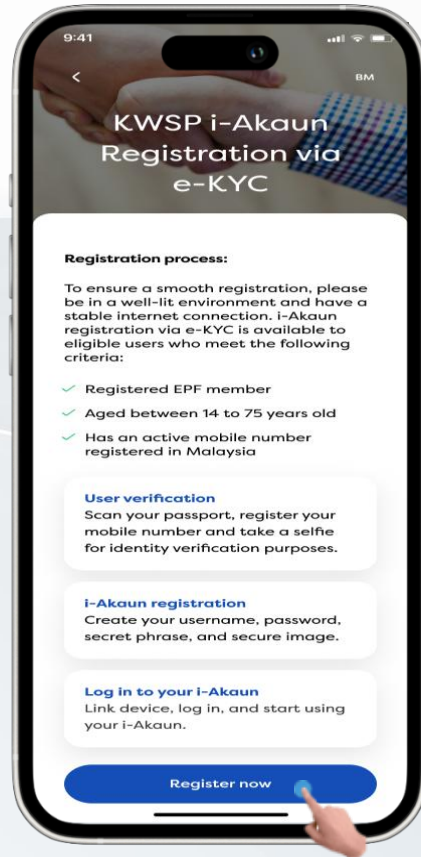 9:41
BM
KWSP i-Akaun
Registration via
e-KYC
Registration process:
To ensure a smooth registration, please
be in a well-lit environment and have a
stable internet connection. i-Akaun
registration via e-KYC is available to
eligible users who meet the following
criteria:
Registered EPF member
Aged between 14 to 75 years old
Has an active mobile number
registered in Malaysia
User verification
Scan your passport, register your
mobile number and take a selfie
for identity verification purposes.
i-Akaun registration
Create your username, password,
secret phrase, and secure image.
Log in to your i-Akaun
Link device, log in, and start using
your i-Akaun.
Register now